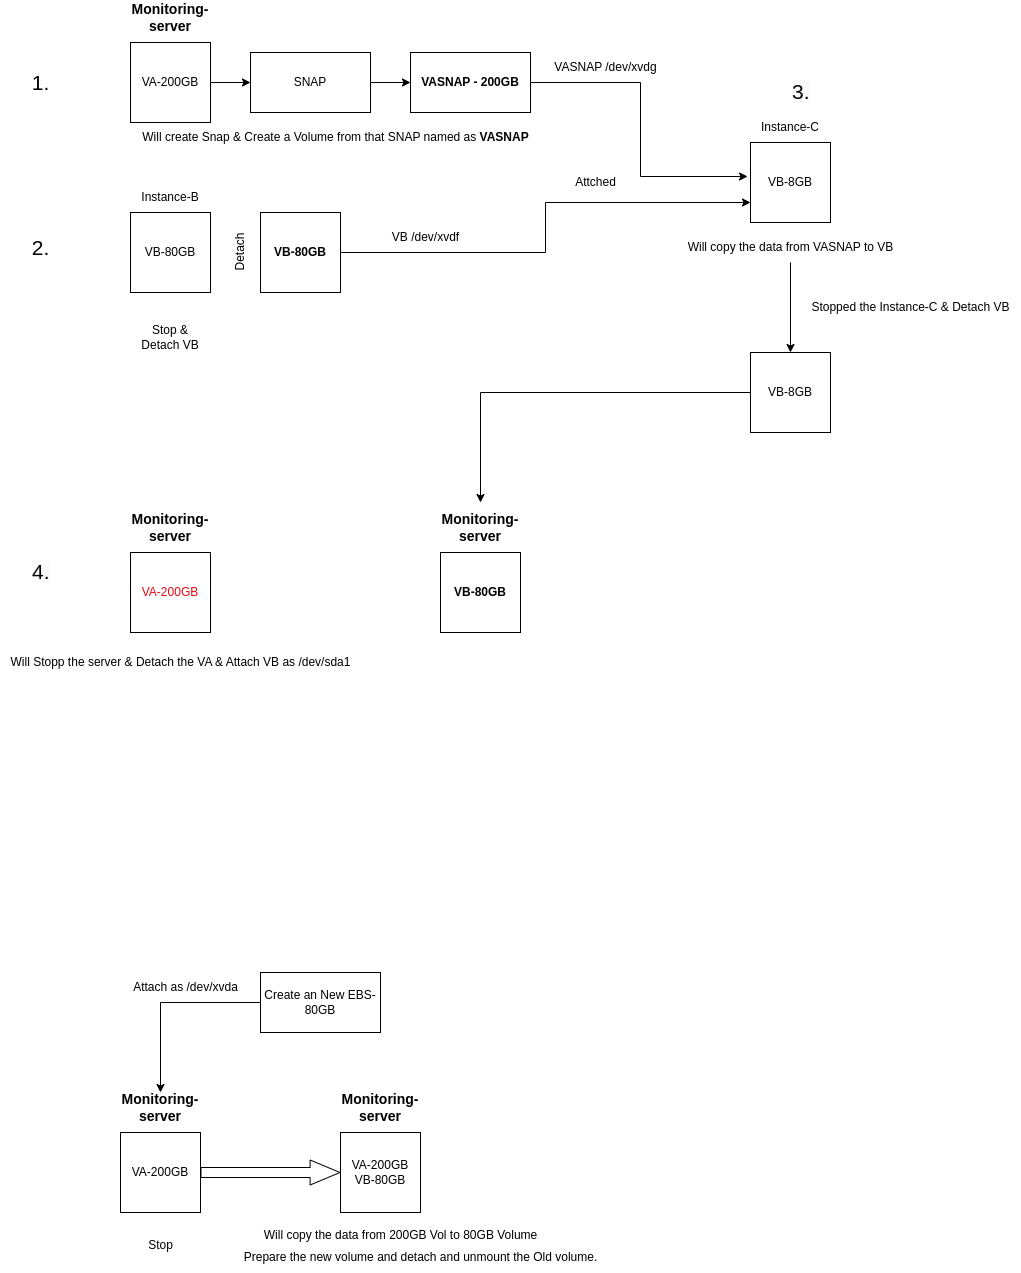 Monitoring-
server
1.
VA-200GB
SNAP
VASNAP - 200GB
VASNAP /dev/xvdg
Will create Snap & Create a Volume from that SNAP named as VASNAP
3.
Instance-C
VB-8GB
Attched
Instance-B
2.
VB-80GB
Detach
VB-80GB
VB /dev/xvdf
Stop &
Detach VB
Will copy the data from VASNAP to VB
Stopped the Instance-C & Detach VB
VB-8GB
Monitoring-
server
Monitoring-
server
4.
VA-200GB
VB-80GB
Will Stopp the server & Detach the VA & Attach VB as /dev/sda1
Attach as /dev/xvda
Create an New EBS-
80GB
Monitoring-
server
Monitoring-
server
VA-200GB
VA-200GB
VB-80GB
Stop
Will copy the data from 200GB Vol to 80GB Volume
Prepare the new volume and detach and unmount the Old volume.